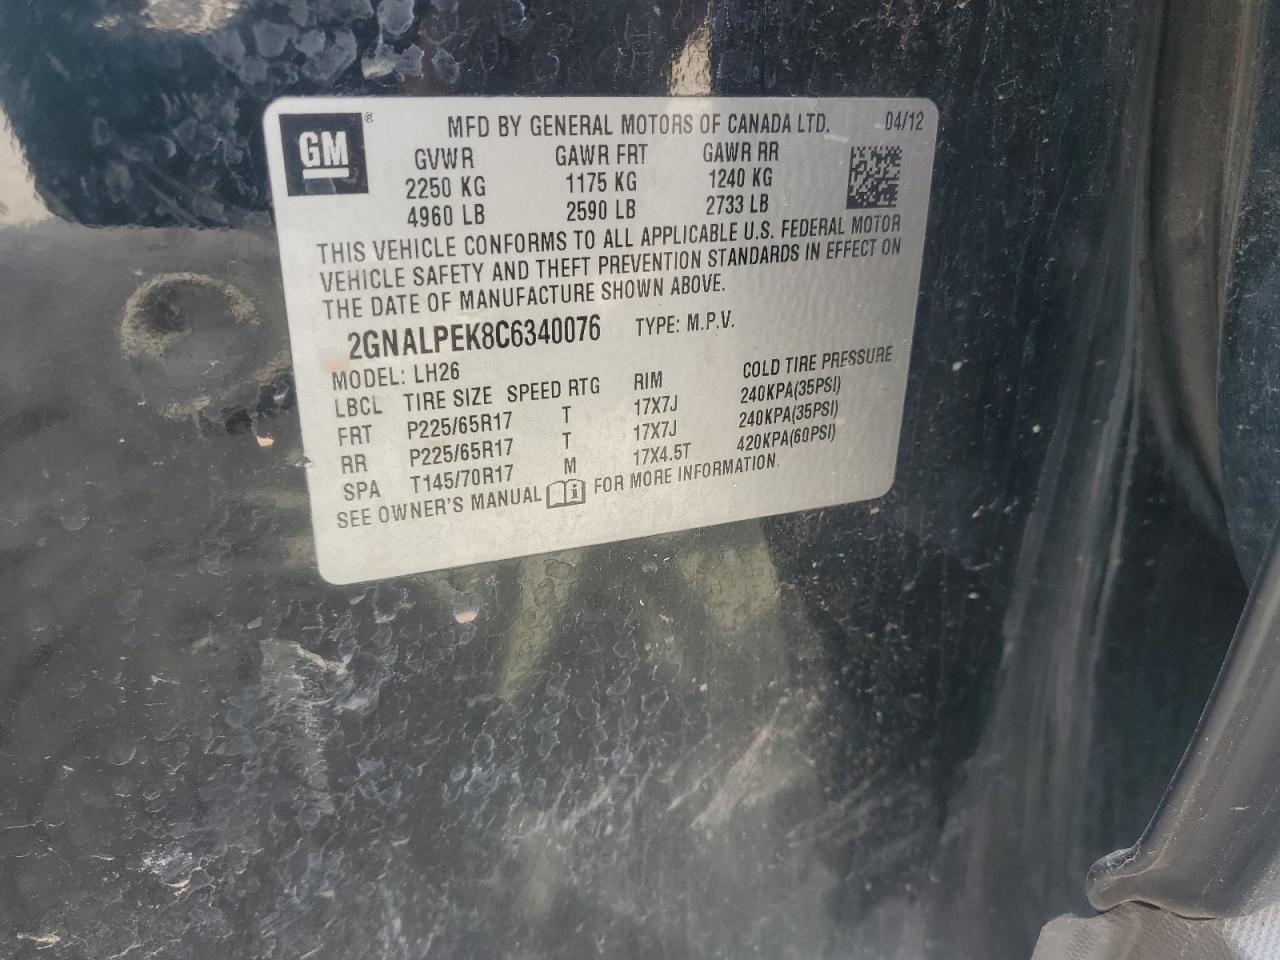 GM ®
MFD BY GENERAL MOTORS OF CANADA LTD. 04/12
GVWR GAWR FRT GAWR RR
2250 KG 1175 KG 1240 KG
4960 LB 2590 LB 2733 LB
THIS VEHICLE CONFORMS TO ALL APPLICABLE U.S. FEDERAL MOTOR
VEHICLE SAFETY AND THEFT PREVENTION STANDARDS IN EFFECT ON
THE DATE OF MANUFACTURE SHOWN ABOVE.
2GNALPEK8C6340076 TYPE: M.P.V.
MODEL: LH26
LBCL TIRE SIZE SPEED RTG RIM COLD TIRE PRESSURE
FRT P225/65R17 T 17X7J 240KPA(35PSI)
RR P225/65R17 T 17X7J 240KPA(35PSI)
SPA T145/70R17 M 17X4.5T 420KPA(60PSI)
SEE OWNER'S MANUAL i FOR MORE INFORMATION.